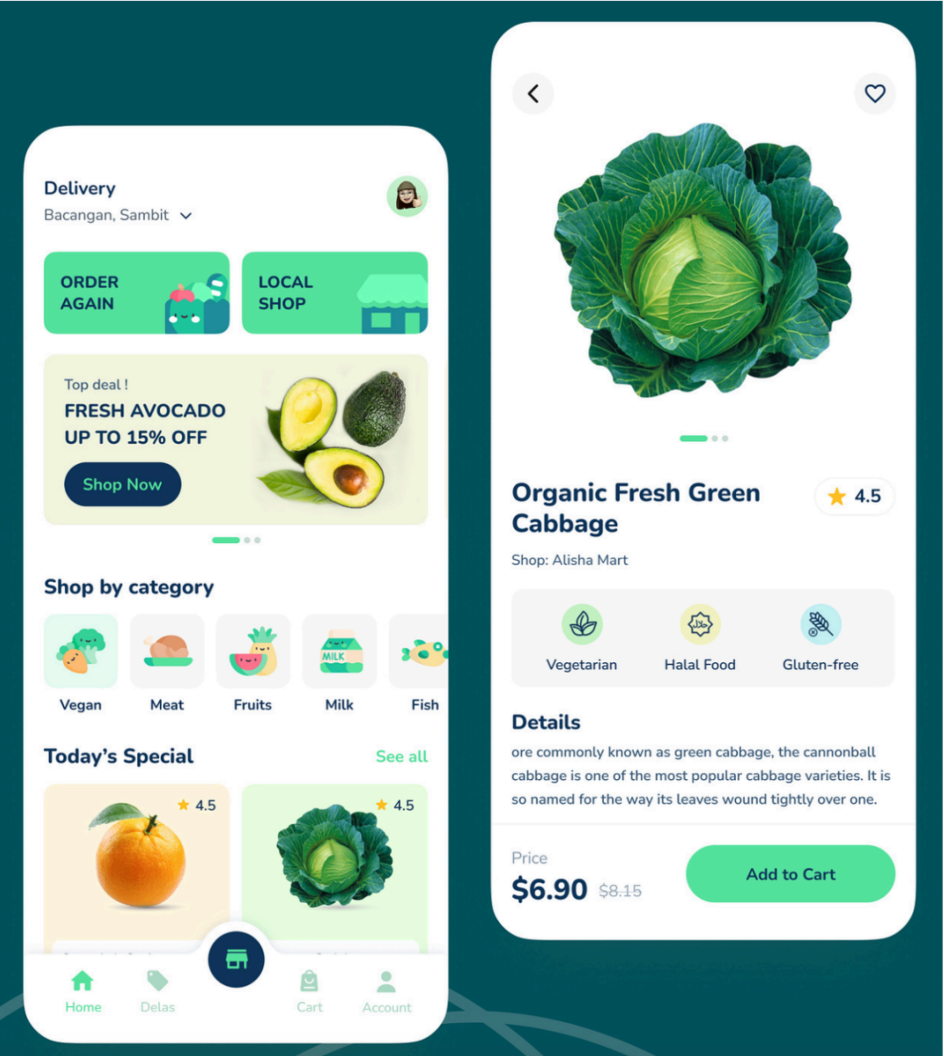 Delivery
Bacangan, Sambit
ORDER
AGAIN
LOCAL
SHOP
Top deal !
FRESH AVOCADO
UP TO 15% OFF
Shop Now
Shop by category
MILK
Vegan
Meat
Fruits
Milk
Fish
Today's Special
See all
4.5
4.5
Home
Delas
Cart
Account
Organic Fresh Green
Cabbage
4.5
Shop: Alisha Mart
Vegetarian
Halal Food
Gluten-free
Details
ore commonly known as green cabbage, the cannonball
cabbage is one of the most popular cabbage varieties. It is
so named for the way its leaves wound tightly over one.
Price
$6.90 $8.15
Add to Cart